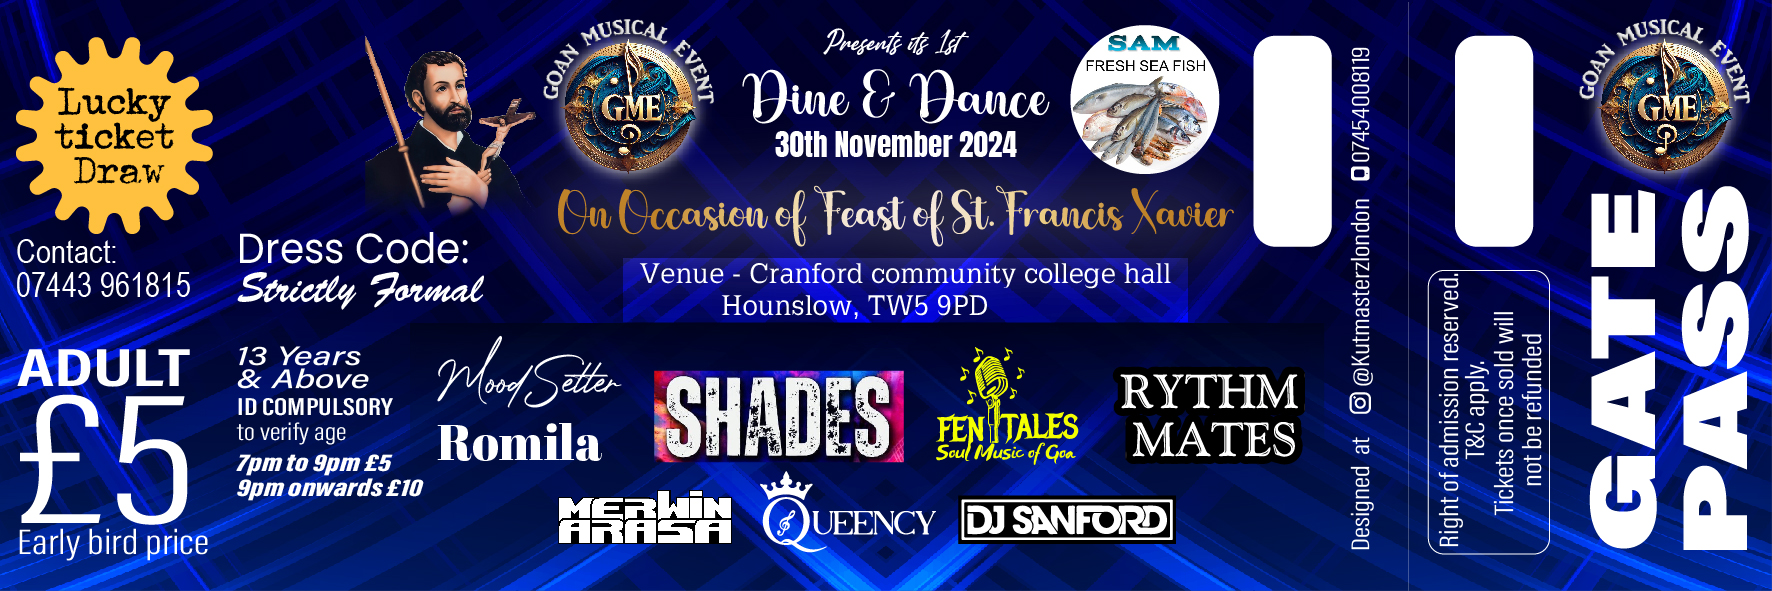 Lucky
ticket
Draw
Contact:
07443 961815
ADULT
£5
Early bird price
Dress Code:
Strictly Formal
13 Years
& Above
ID COMPULSORY
to verify age
7pm to 9pm £5
9pm onwards £10
GOAN MUSICAL EVENT
GME
Presents its 1st
Dine & Dance
30th November 2024
SAM
FRESH SEA FISH
On Occasion of Feast of St. Francis Xavier
Venue - Cranford community college hall
Hounslow, TW5 9PD
Mood Setter
Romila
SHADES
FENITALES
Soul Music of Goa
RYTHM
MATES
MERWIN
ARASA
QUEENCY
DJ SANFORD
Designed at @Kutmasterzlondon 07454008119
Right of admission reserved.
T&C apply.
Tickets once sold will
not be refunded
GOAN MUSICAL EVENT
GME
GATE
PASS